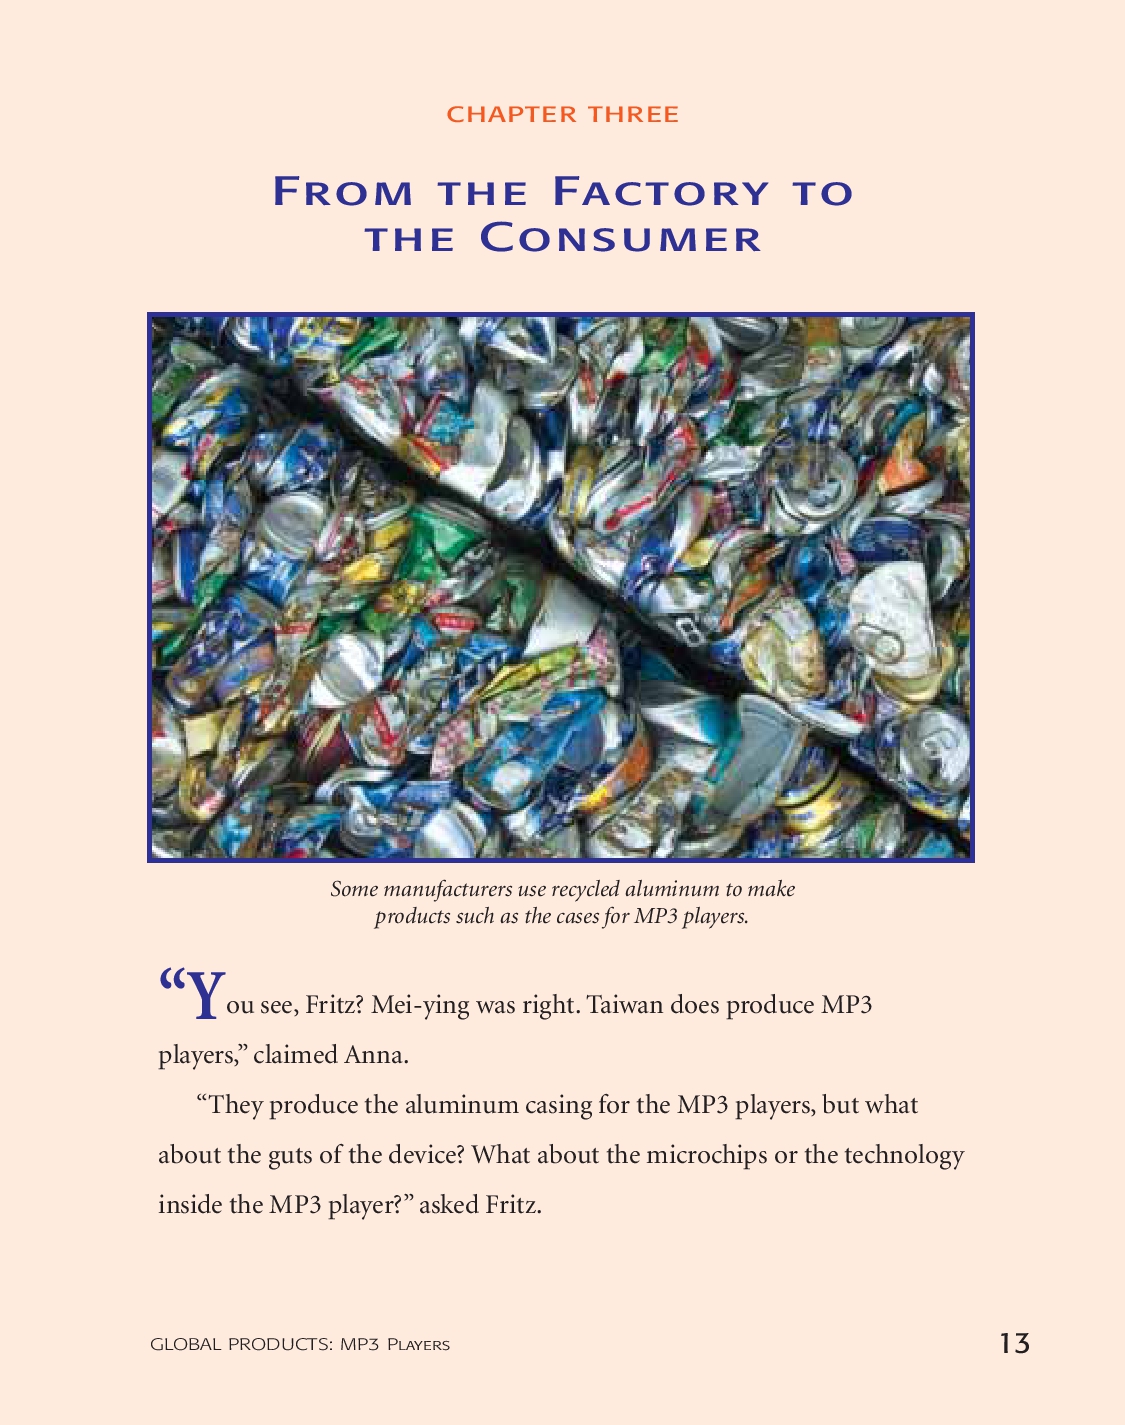 CHAPTER THREE
FROM THE FACTORY TO
THE CONSUMER
Some manufacturers use recycled aluminum to make
products such as the cases for MP3 players.
“You see, Fritz? Mei-ying was right. Taiwan does produce MP3
players,” claimed Anna.
“They produce the aluminum casing for the MP3 players, but what
about the guts of the device? What about the microchips or the technology
inside the MP3 player?” asked Fritz.
GLOBAL PRODUCTS: MP3 PLAYERS
13